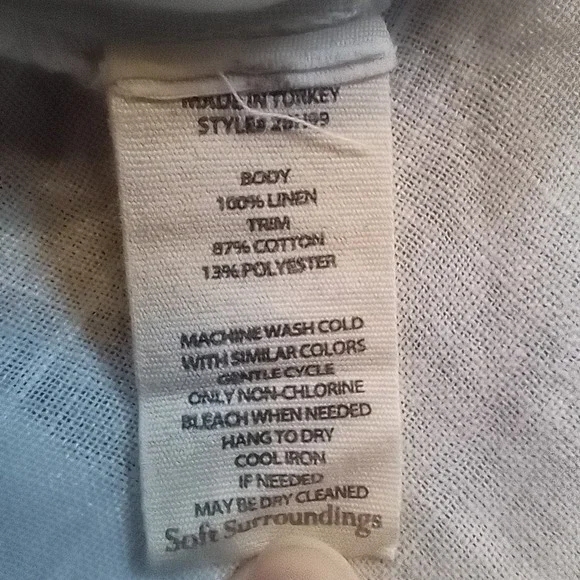 MADE IN TURKEY
STYLE#
BODY
100% LINEN
TRIM
87% COTTON
13% POLYESTER
MACHINE WASH COLD
WITH SIMILAR COLORS
GENTLE CYCLE
ONLY NON-CHLORINE
BLEACH WHEN NEEDED
HANG TO DRY
COOL IRON
IF NEEDED
MAY BE DRY CLEANED
Soft Surroundings